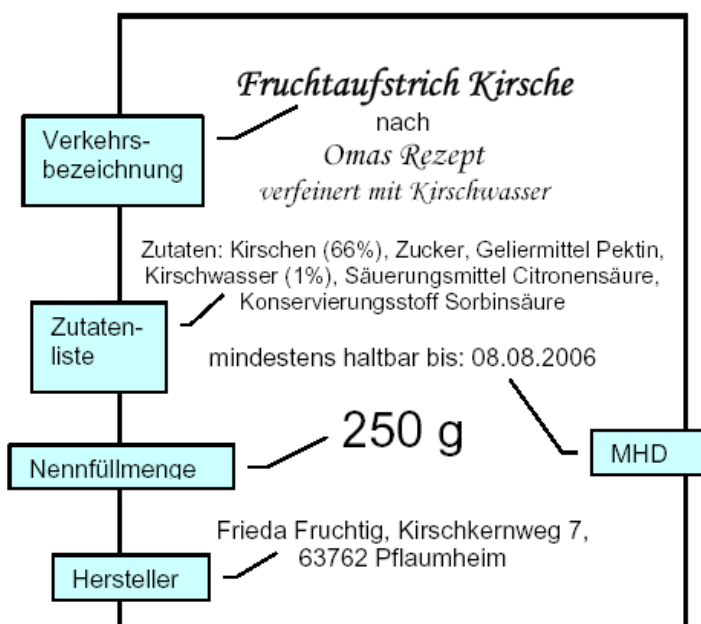 Fruchtaufstrich Kirsche
nach
Omas Rezept
verfeinert mit Kirschwasser
Verkehrs-
bezeichnung
Zutaten: Kirschen (66%), Zucker, Geliermittel Pektin,
Kirschwasser (1%), Säuerungsmittel Citronensäure,
Konservierungsstoff Sorbinsäure
Zutaten-
liste
mindestens haltbar bis: 08.08.2006
250 g
MHD
Nennfüllmenge
Frieda Fruchtig, Kirschkernweg 7,
63762 Pflaumheim
Hersteller